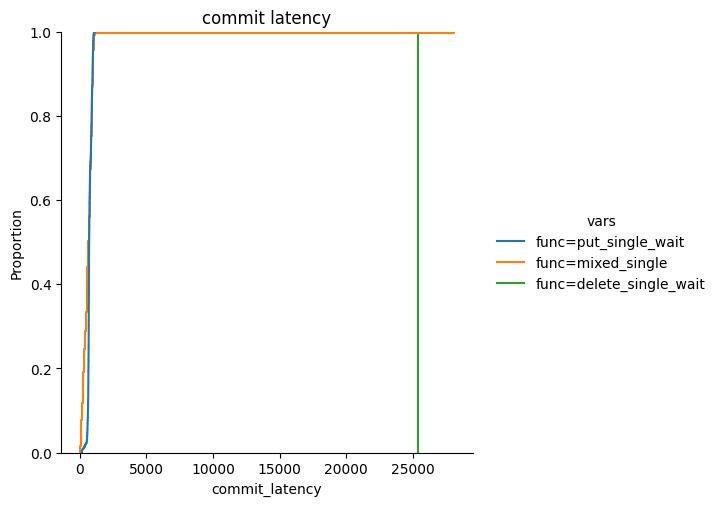 commit latency
1.0
0.8
0.6
0.4
0.2
0.0
Proportion
0
5000
10000
15000
20000
25000
commit_latency
vars
func=put_single_wait
func=mixed_single
func=delete_single_wait